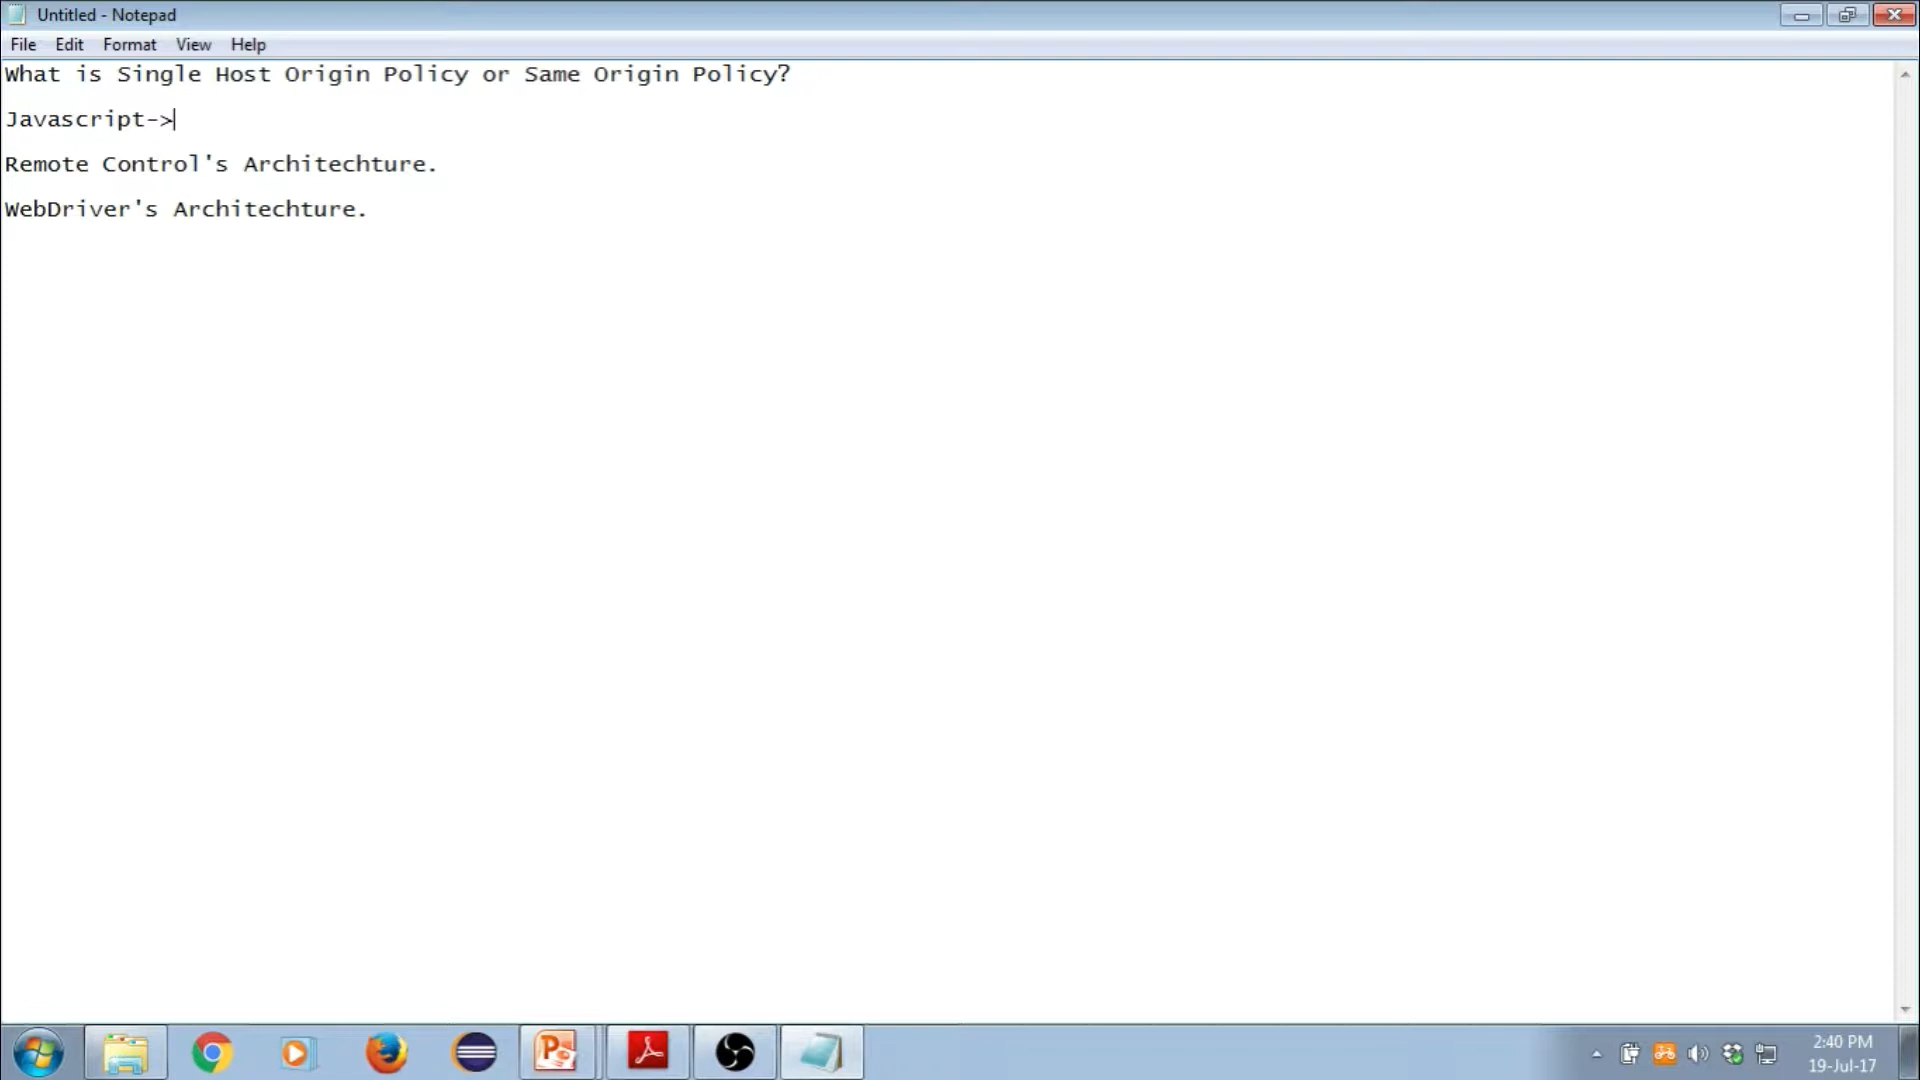 Untitled - Notepad
File Edit Format View Help
What is Single Host Origin Policy or Same Origin Policy?
Javascript->
Remote Control's Architechture.
WebDriver's Architechture.
2:40 PM
19-Jul-17